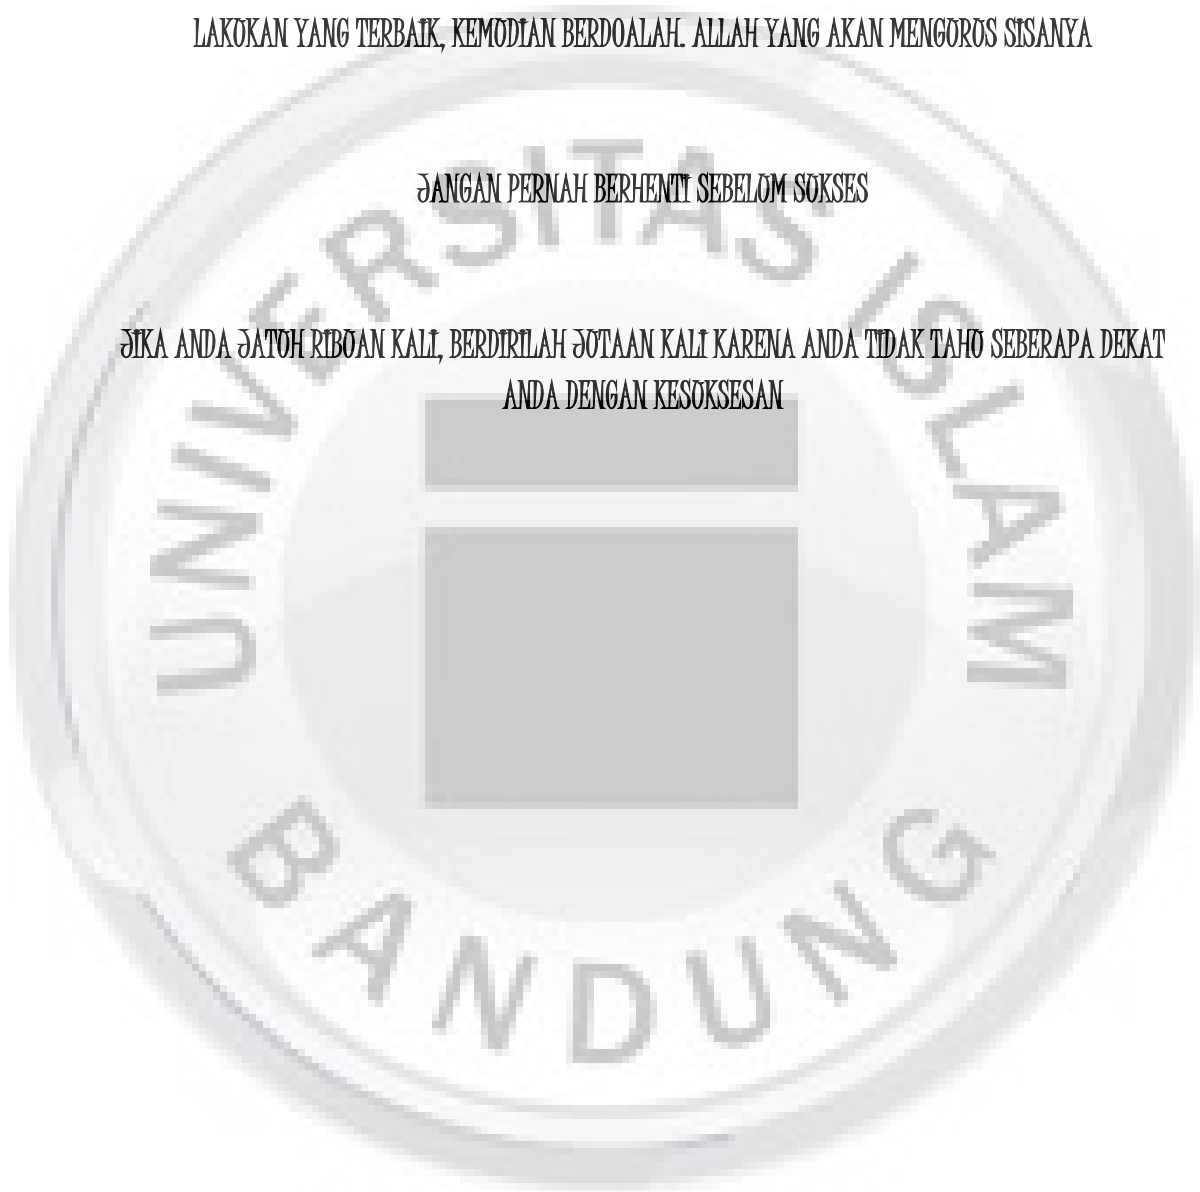 LAKUKAN YANG TERBAIK, KEMUDIAN BERDOALAH. ALLAH YANG AKAN MENGURUS SISANYA
JANGAN PERNAH BERHENTI SEBELUM SUKSES
JIKA ANDA JATUH RIBUAN KALI, BERDIRILAH JUTAAN KALI KARENA ANDA TIDAK TAHU SEBERAPA DEKAT
ANDA DENGAN KESUKSESAN
UNIVERSITAS ISLAM
BANDUNG